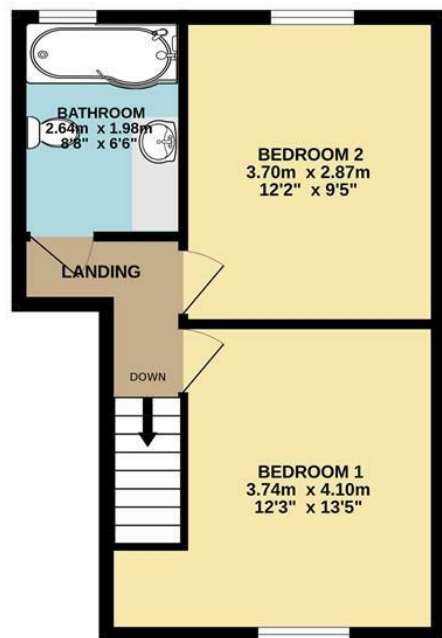 BATHROOM
2.64m x 1.98m
8'8" x 6'6"
BEDROOM 2
3.70m x 2.87m
12'2" x 9'5"
LANDING
DOWN
BEDROOM 1
3.74m x 4.10m
12'3" x 13'5"